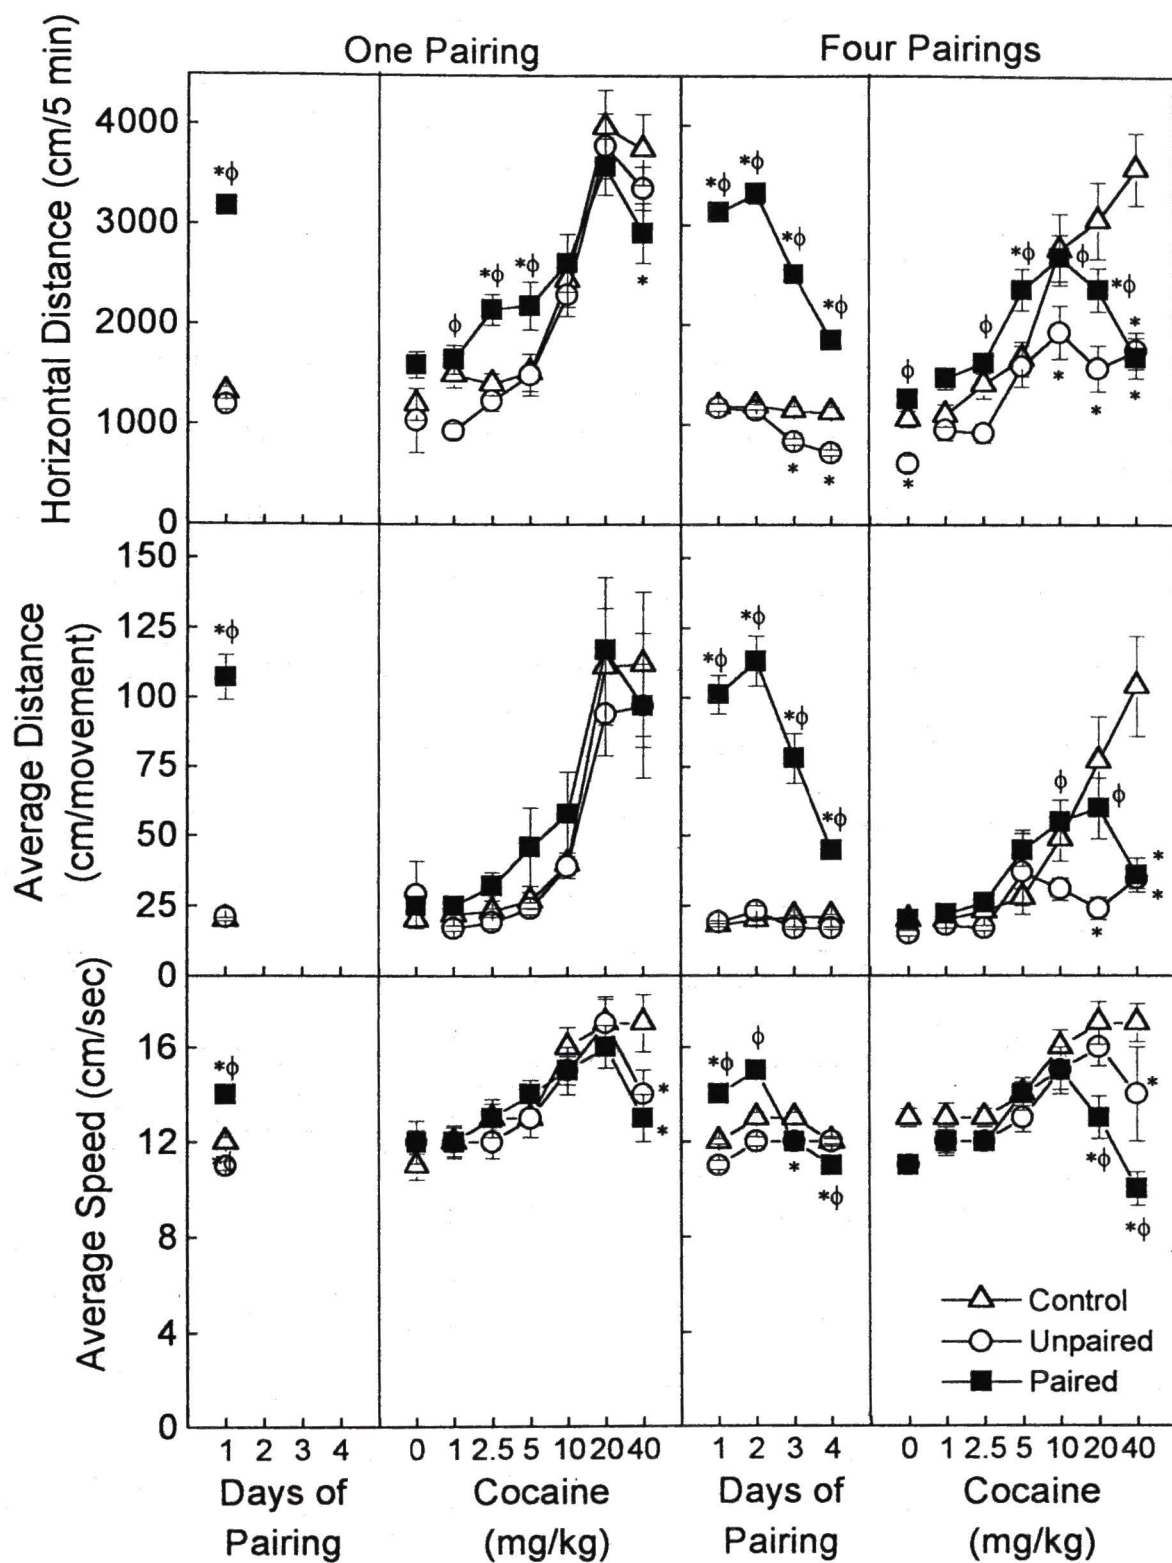 One Pairing
Four Pairings
Horizontal Distance (cm/5 min)
4000
3000
2000
1000
0
*ϕ
ϕ
*ϕ
*ϕ
*
*ϕ
*ϕ
*ϕ
*ϕ
*
*
ϕ
*
ϕ
*ϕ
ϕ
*
*ϕ
*
*
*
Average Distance
(cm/movement)
150
125
100
75
50
25
0
*ϕ
*ϕ
*ϕ
*ϕ
*ϕ
ϕ
ϕ
*
*
*
Average Speed (cm/sec)
16
12
8
4
0
*ϕ
*
*
*
*ϕ
ϕ
*
*ϕ
*
*ϕ
*ϕ
Control
Unpaired
Paired
1 2 3 4
0 1 2.5 5 10 20 40
1 2 3 4
0 1 2.5 5 10 20 40
Days of
Pairing
Cocaine
(mg/kg)
Days of
Pairing
Cocaine
(mg/kg)